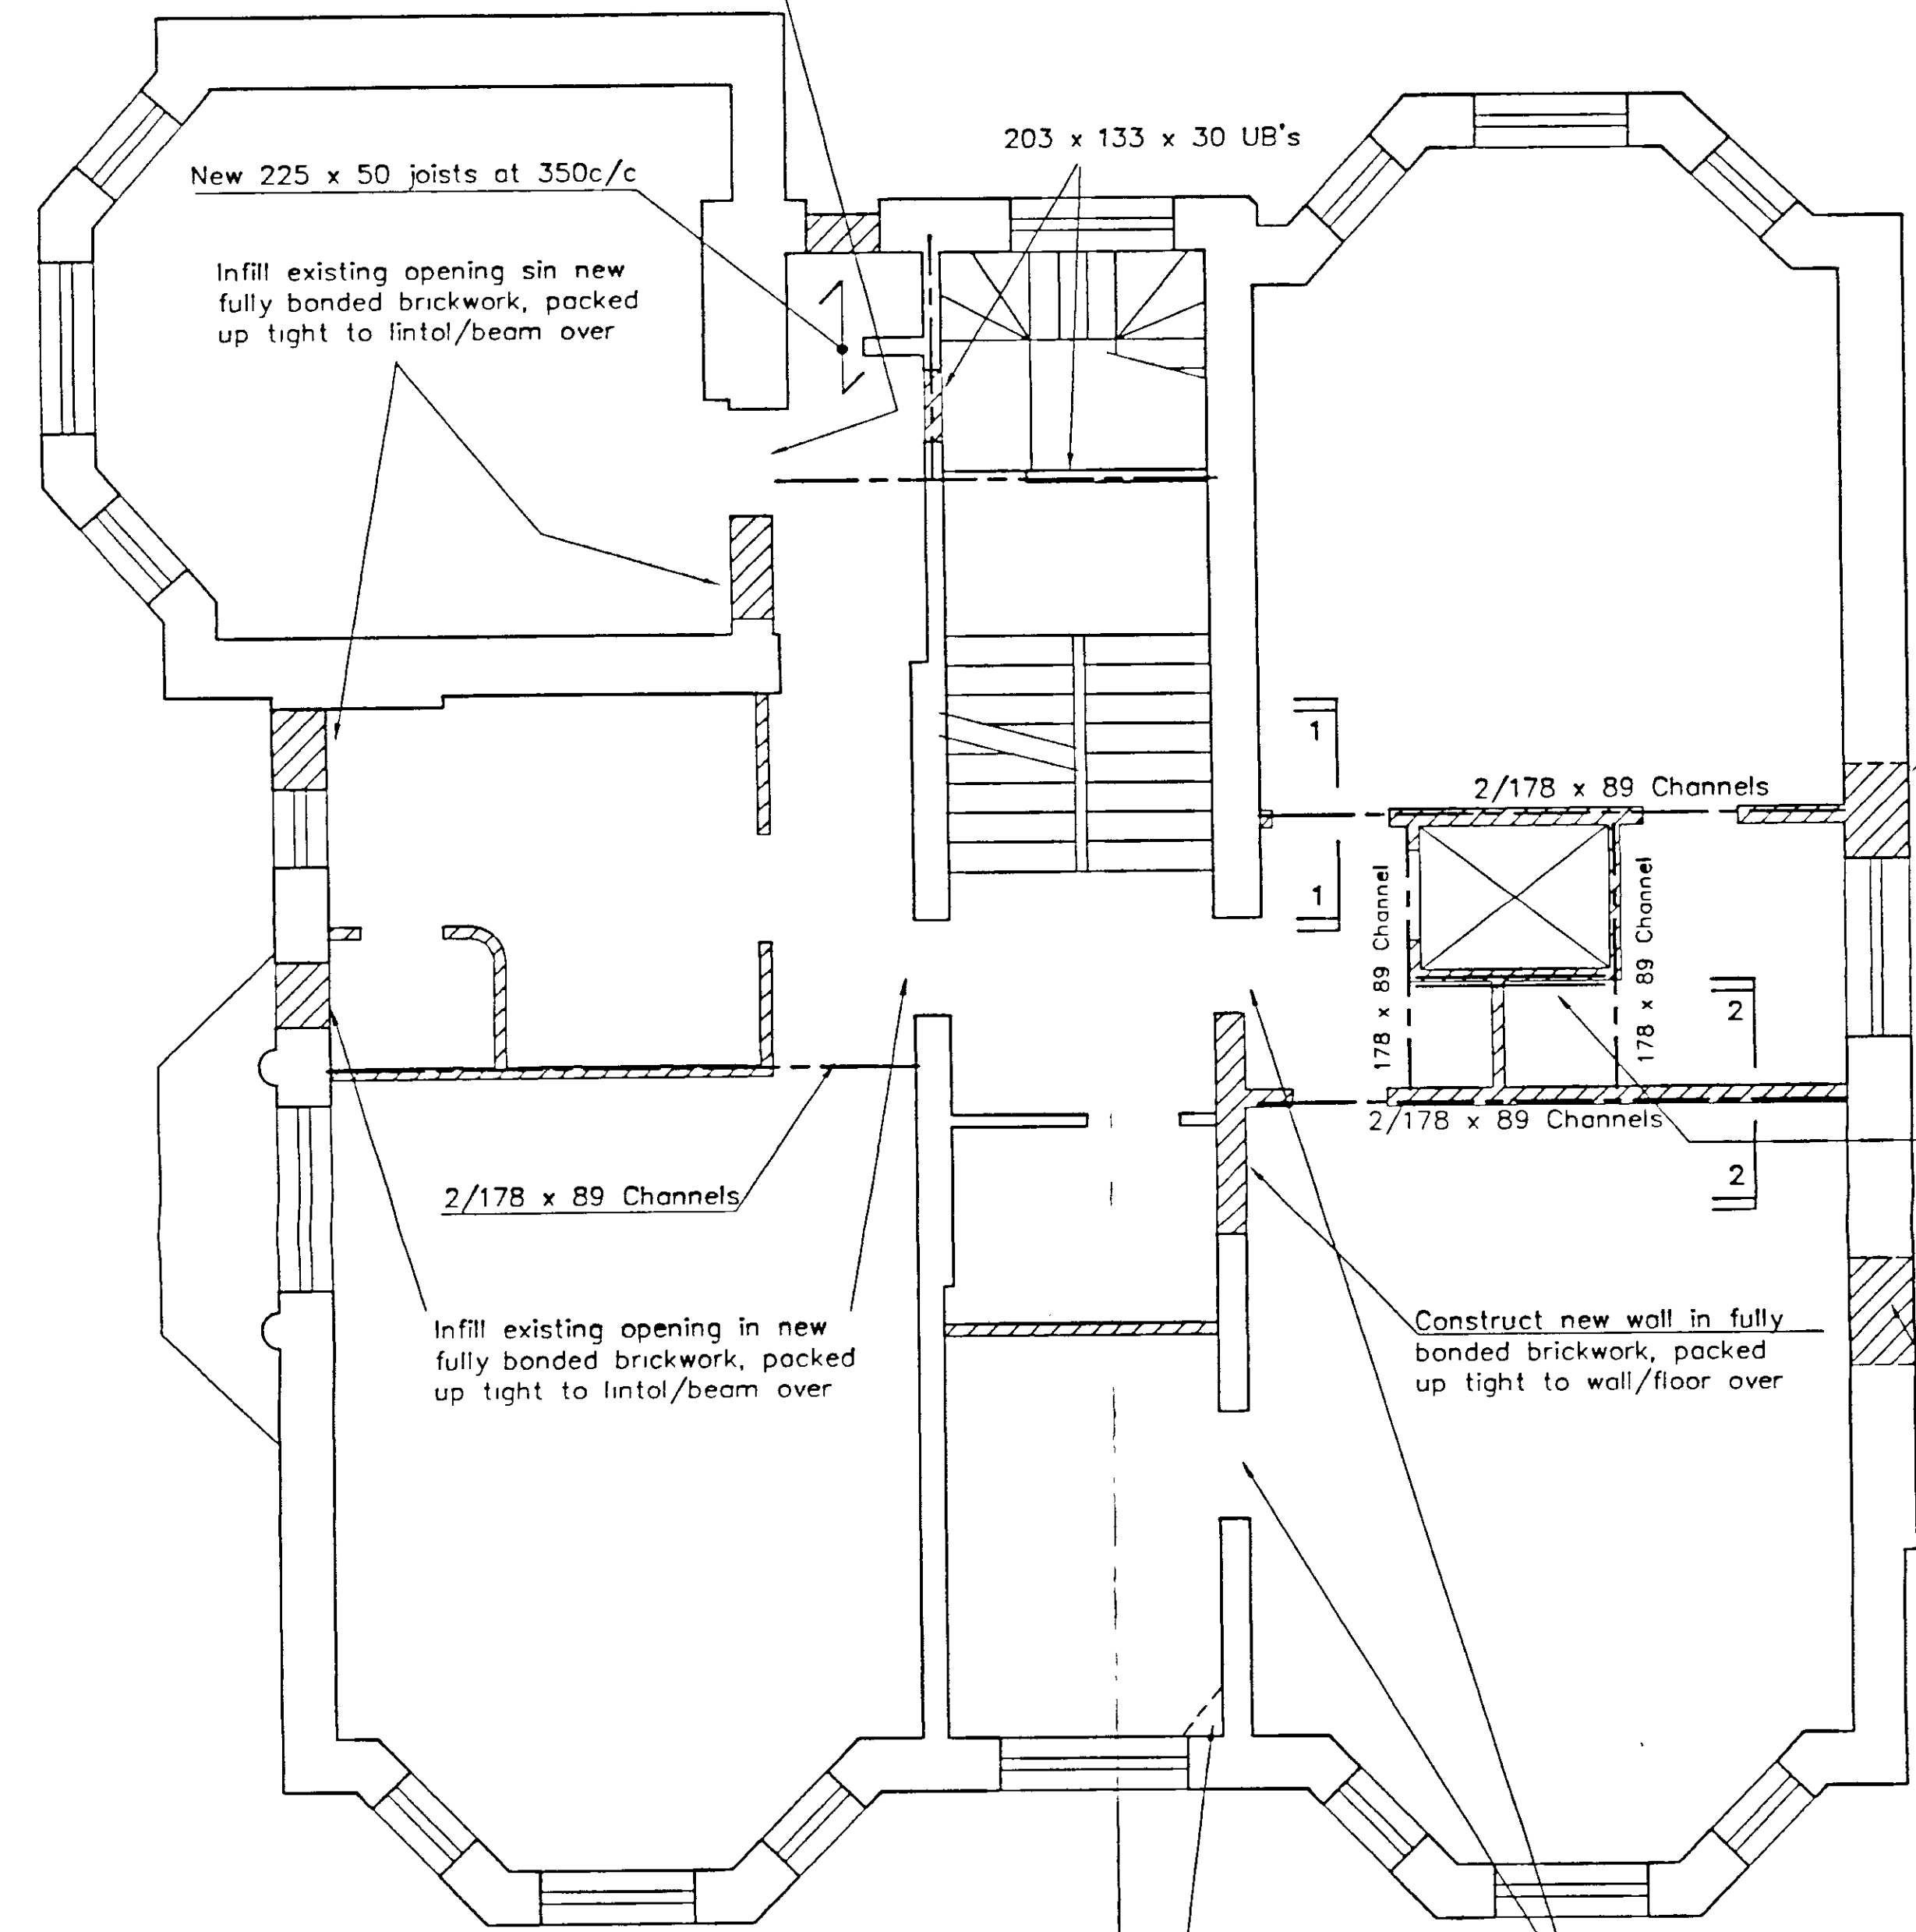 203 x 133 x 30 UB's
New 225 x 50 joists at 350c/c
Infill existing opening sin new
fully bonded brickwork, packed
up tight to lintol/beam over
1
2/178 x 89 Channels
1
178 x 89 Channel
178 x 89 Channel
2
2/178 x 89 Channels
2
2/178 x 89 Channels
Infill existing opening in new
fully bonded brickwork, packed
up tight to lintol/beam over
Construct new wall in fully
bonded brickwork, packed
up tight to wall/floor over